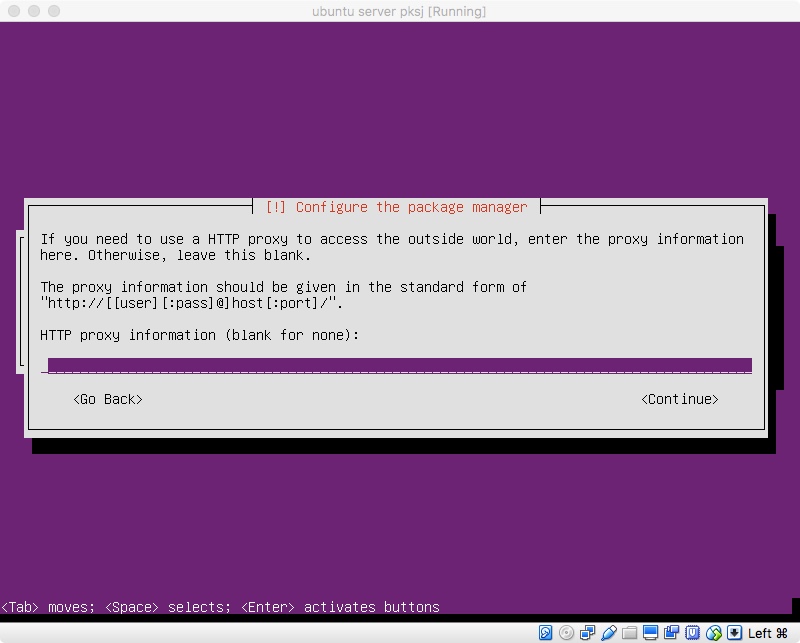 ubuntu server pksj [Running]
[!] Configure the package manager
If you need to use a HTTP proxy to access the outside world, enter the proxy information
here. Otherwise, leave this blank.
The proxy information should be given in the standard form of
"http://[[user][:pass]@]host[:port]/".
HTTP proxy information (blank for none):
<Go Back> <Continue>
<Tab> moves; <Space> selects; <Enter> activates buttons
Left ⌘